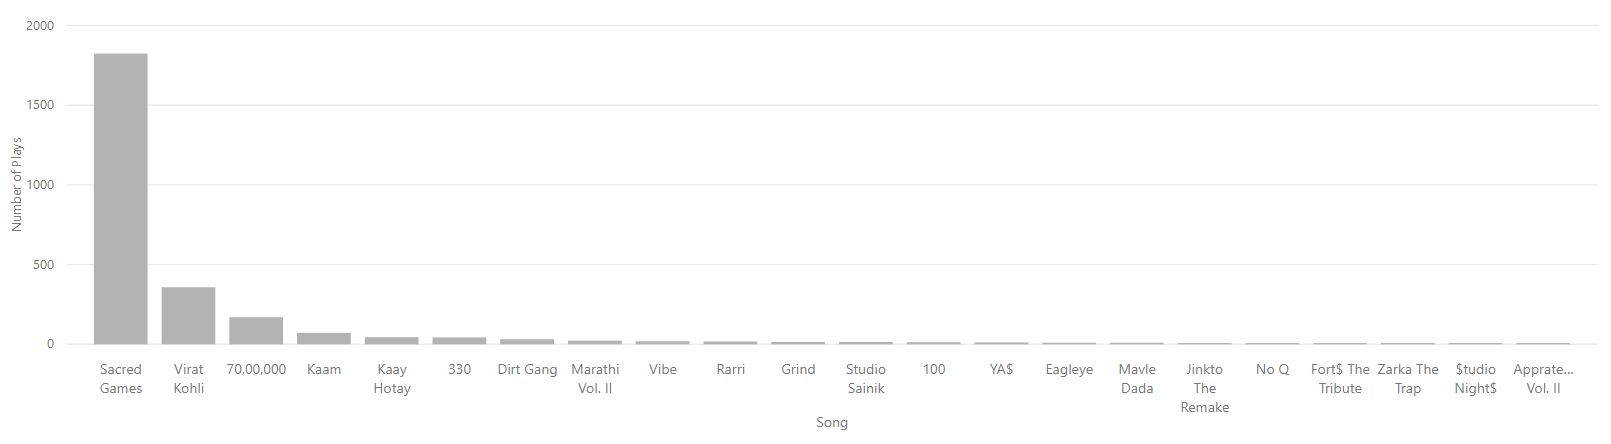 2000
1500
1000
500
0
Number of Plays
Sacred
Games
Virat
Kohli
70,00,000
Kaam
Kaay
Hotay
330
Dirt Gang
Marathi
Vol. II
Vibe
Rarri
Grind
Studio
Sainik
100
YA$
Eagleye
Mavle
Dada
Jinkto
The
Remake
No Q
Fort$ The
Tribute
Zarka The
Trap
$tudio
Night$
Apprate...
Vol. II
Song